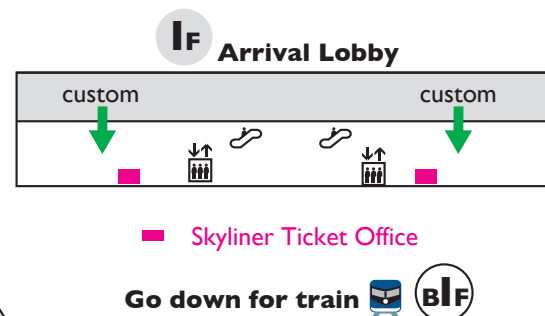 1F Arrival Lobby
custom custom
Skyliner Ticket Office
Go down for train B1F